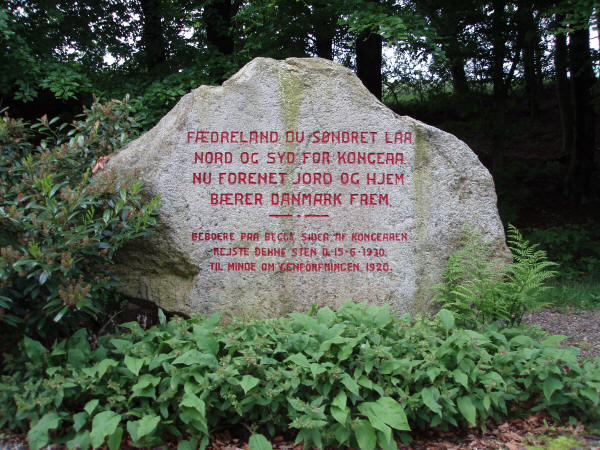 FÆDRELAND DU SØNDRET LAA
NORD OG SYD FOR KONGEAA
NU FORENET JORD OG HJEM
BÆRER DANMARK FREM
BEBOERE PAA BEGGE SIDER AF KONGEAAEN
REJSTE DENNE STEN D. 15-6-1930.
TIL MINDE OM GENFORENINGEN, 1920.